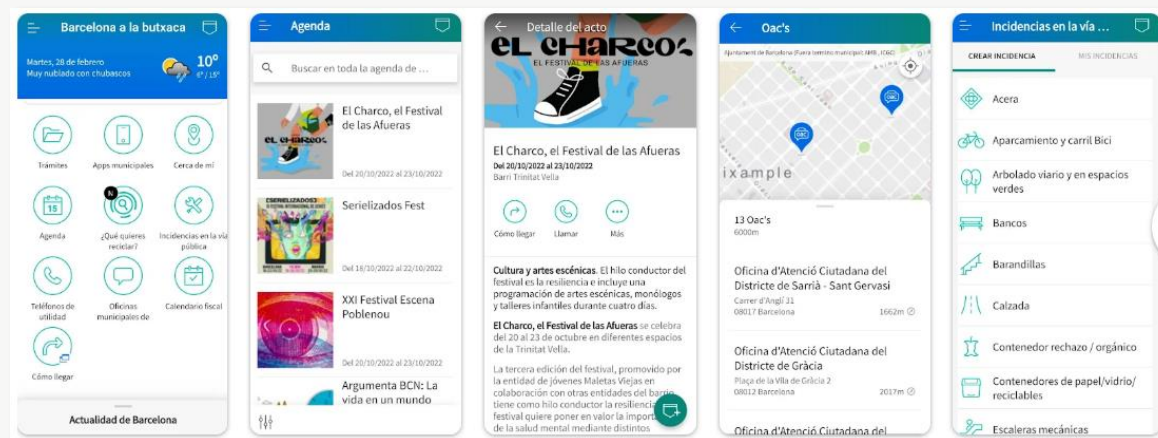 Barcelona a la butxaca
Martes, 28 de febrero
Muy nublado con chubascos
10°
6° / 15°
Trámites
Apps municipales
Cerca de mí
15
N
Agenda
¿Qué quieres
reciclar?
Incidencias en la vía
pública
Teléfonos de
utilidad
Oficinas
municipales de
Calendario fiscal
Cómo llegar
Actualidad de Barcelona
Agenda
Buscar en toda la agenda de ...
EL CHARCO
El Charco, el Festival
de las Afueras
Del 20/10/2022 al 23/10/2022
SERIELIZADOS
Serielizados Fest
Del 16/10/2022 al 22/10/2022
XXI Festival Escena
Poblenou
Del 20/10/2022 al 23/10/2022
Argumenta BCN: La
vida en un mundo
Detalle del acto
EL CHARCO
EL FESTIVAL DE LAS AFUERAS
El Charco, el Festival de las Afueras
Del 20/10/2022 al 23/10/2022
Barri Trinitat Vella
Cómo llegar
Llamar
Más
Cultura y artes escénicas. El hilo conductor del
festival es la resiliencia e incluye una
programación de artes escénicas, monólogos
y talleres infantiles durante cuatro días.
El Charco, el Festival de las Afueras se celebra
del 20 al 23 de octubre en diferentes espacios
de la Trinitat Vella.
La tercera edición del festival, promovido por
la entidad de jóvenes Maletas Viejas en
colaboración con otras entidades del barrio,
tiene como hilo conductor la resiliencia
festival quiere poner en valor la
de la salud mental mediante distintos
Oac's
Ajuntament de Barcelona
OAC
OAC
ixample
13 Oac's
6000m
Oficina d'Atenció Ciutadana del
Districte de Sarrià - Sant Gervasi
Carrer d'Anglí 31
08017 Barcelona
1662m
Oficina d'Atenció Ciutadana del
Districte de Gràcia
Plaça de la Vila de Gràcia 2
08012 Barcelona
2017m
Oficina d'Atenció Ciutadana del
Incidencias en la vía ...
CREAR INCIDENCIA
MIS INCIDENCIAS
Acera
Aparcamiento y carril Bici
Arbolado viario y en espacios
verdes
Bancos
Barandillas
Calzada
Contenedor rechazo / orgánico
Contenedores de papel/vidrio/
reciclables
Escaleras mecánicas